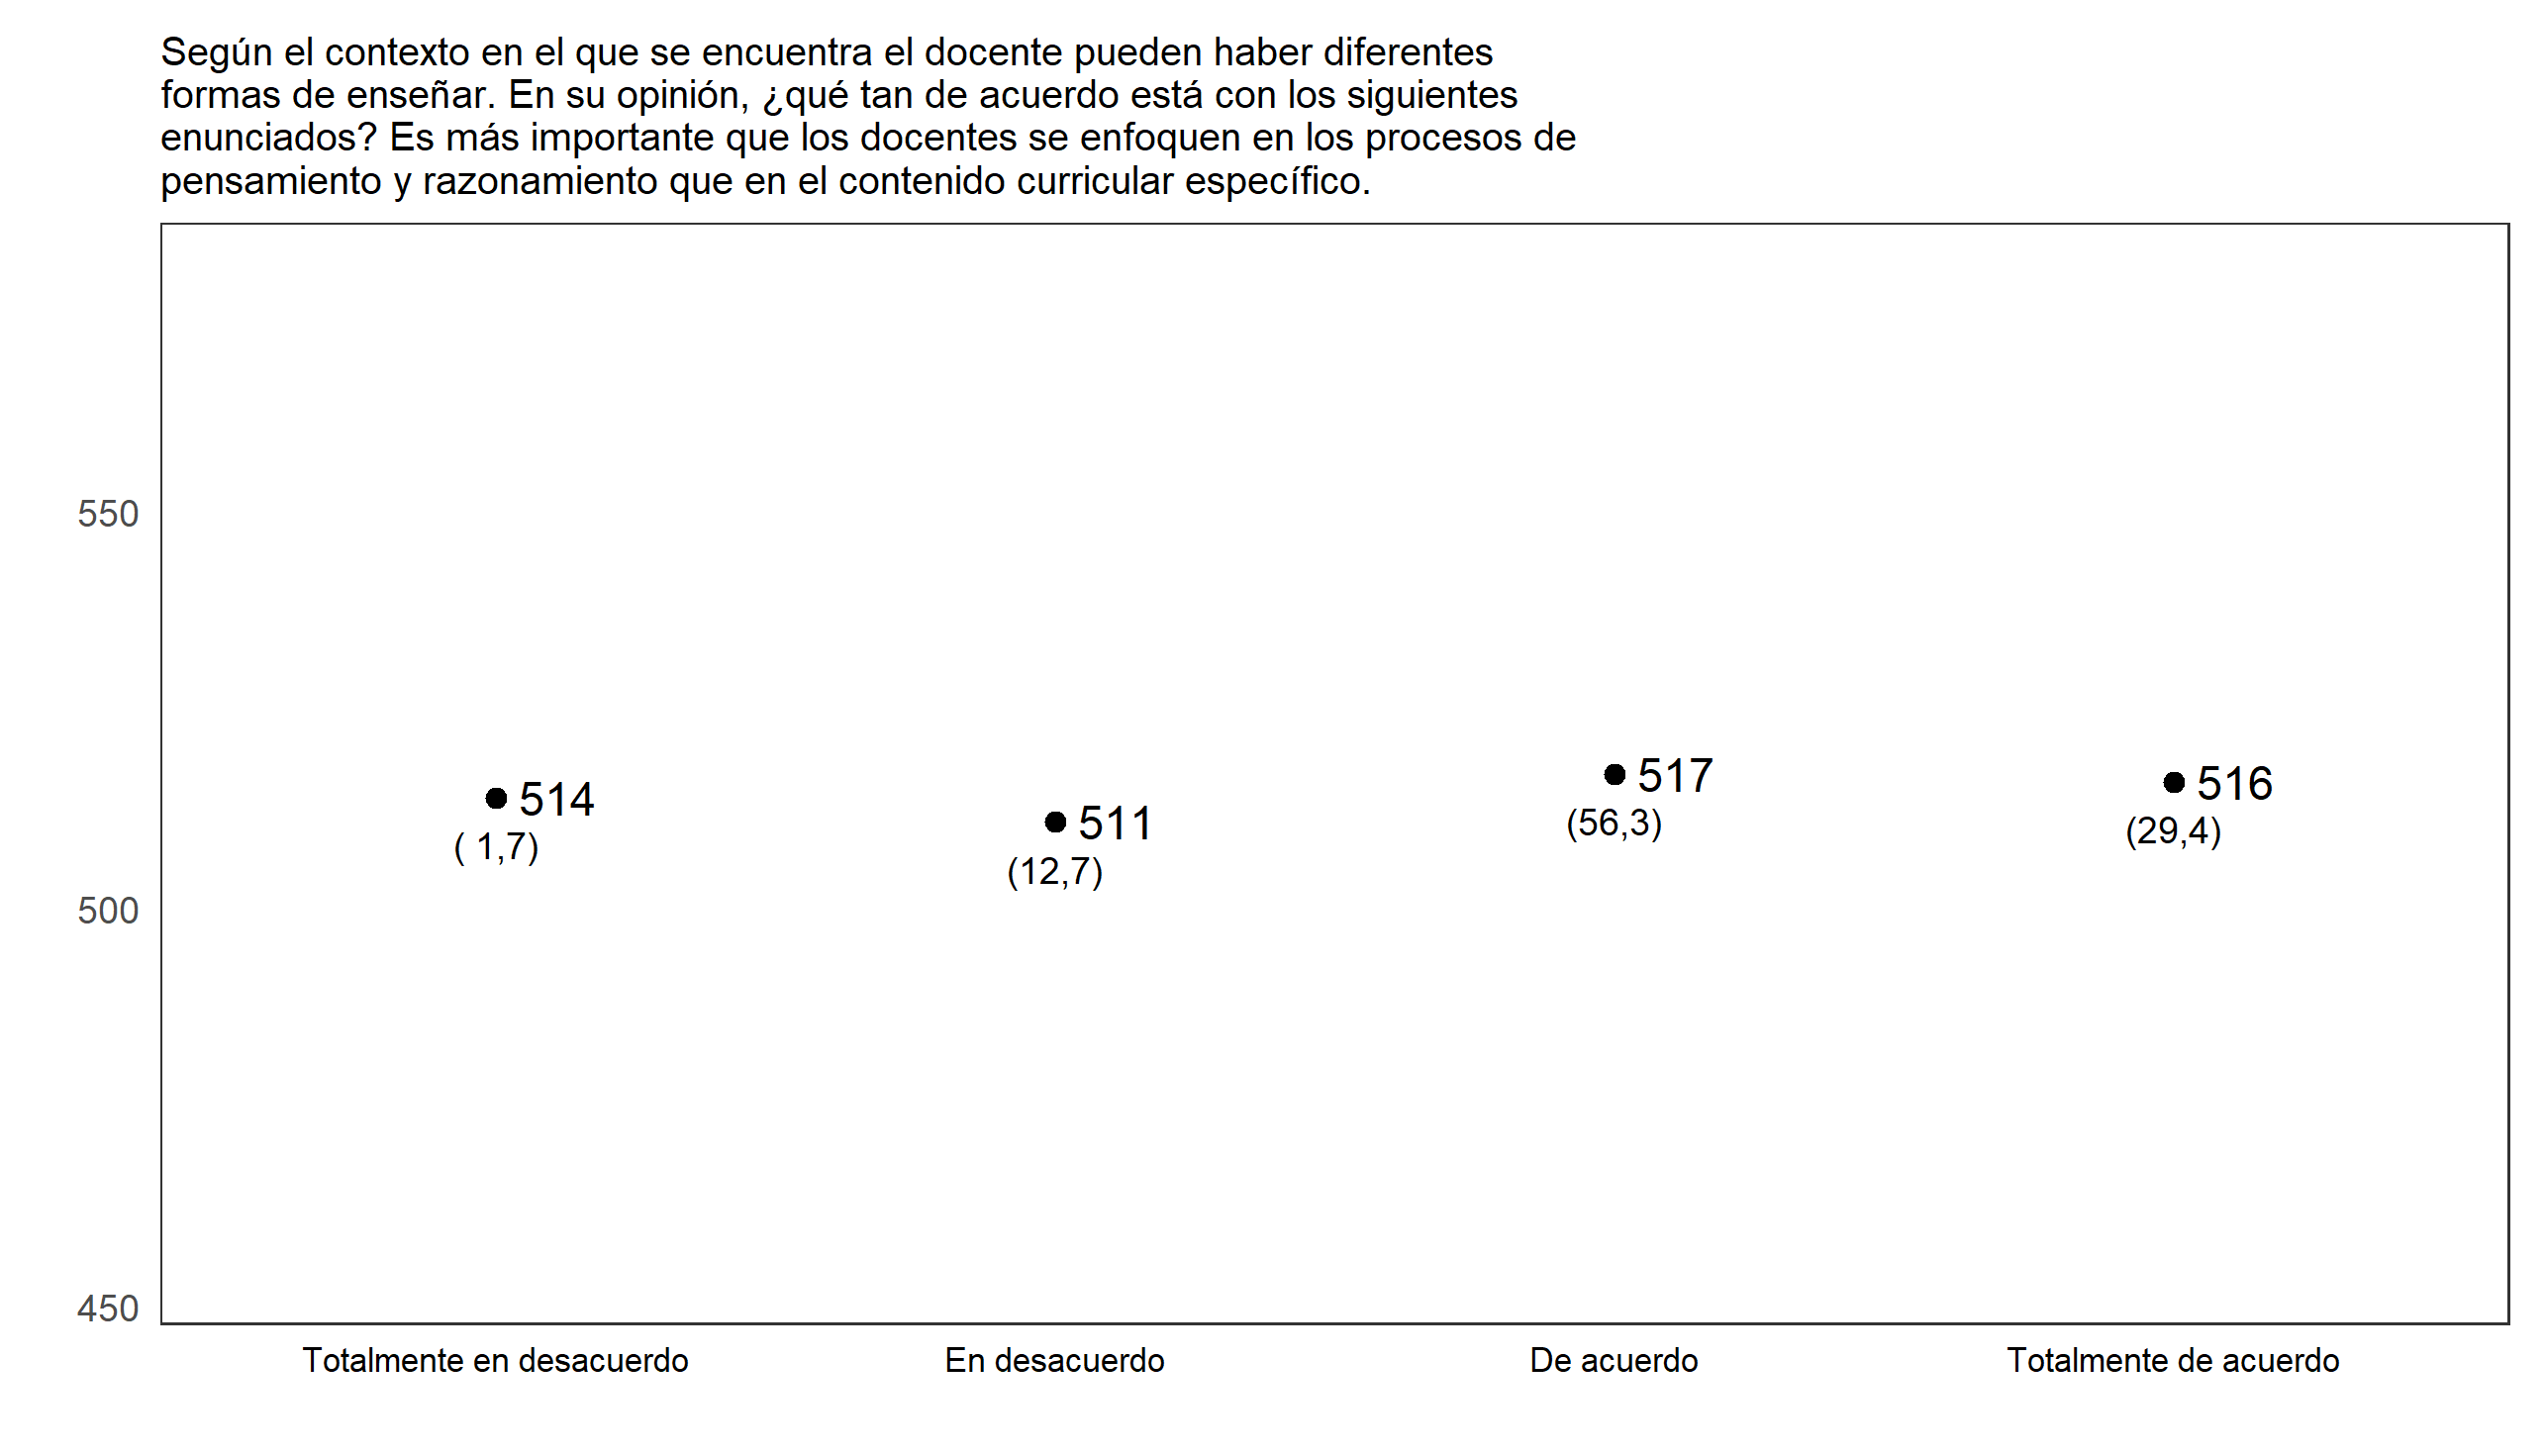 Según el contexto en el que se encuentra el docente pueden haber diferentes
formas de enseñar. En su opinión, ¿qué tan de acuerdo está con los siguientes
enunciados? Es más importante que los docentes se enfoquen en los procesos de
pensamiento y razonamiento que en el contenido curricular específico.
550
500
450
514
( 1,7)
511
(12,7)
517
(56,3)
516
(29,4)
Totalmente en desacuerdo
En desacuerdo
De acuerdo
Totalmente de acuerdo